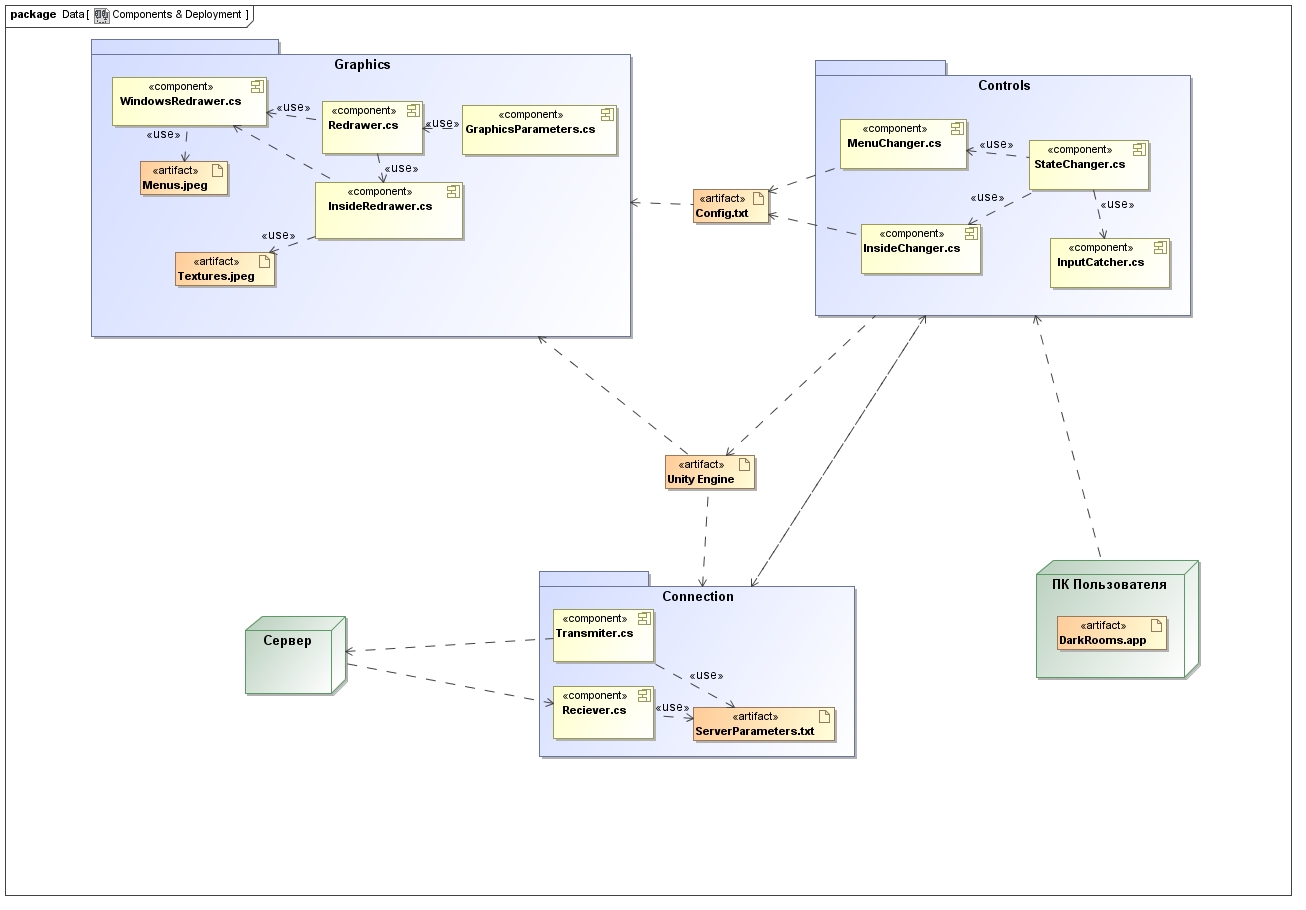 package Data[ Components & Deployment ]
Graphics
«component»
WindowsRedrawer.cs
«use»
«component»
Redrawer.cs
«use»
«component»
GraphicsParameters.cs
«use»
«artifact»
Menus.jpeg
«use»
«component»
InsideRedrawer.cs
«use»
«artifact»
Textures.jpeg
«artifact»
Config.txt
Controls
«component»
MenuChanger.cs
«use»
«component»
StateChanger.cs
«use»
«use»
«component»
InsideChanger.cs
«component»
InputCatcher.cs
«artifact»
Unity Engine
Connection
«component»
Transmiter.cs
«use»
«component»
Reciever.cs
«use»
«artifact»
ServerParameters.txt
Сервер
ПК Пользователя
«artifact»
DarkRooms.app